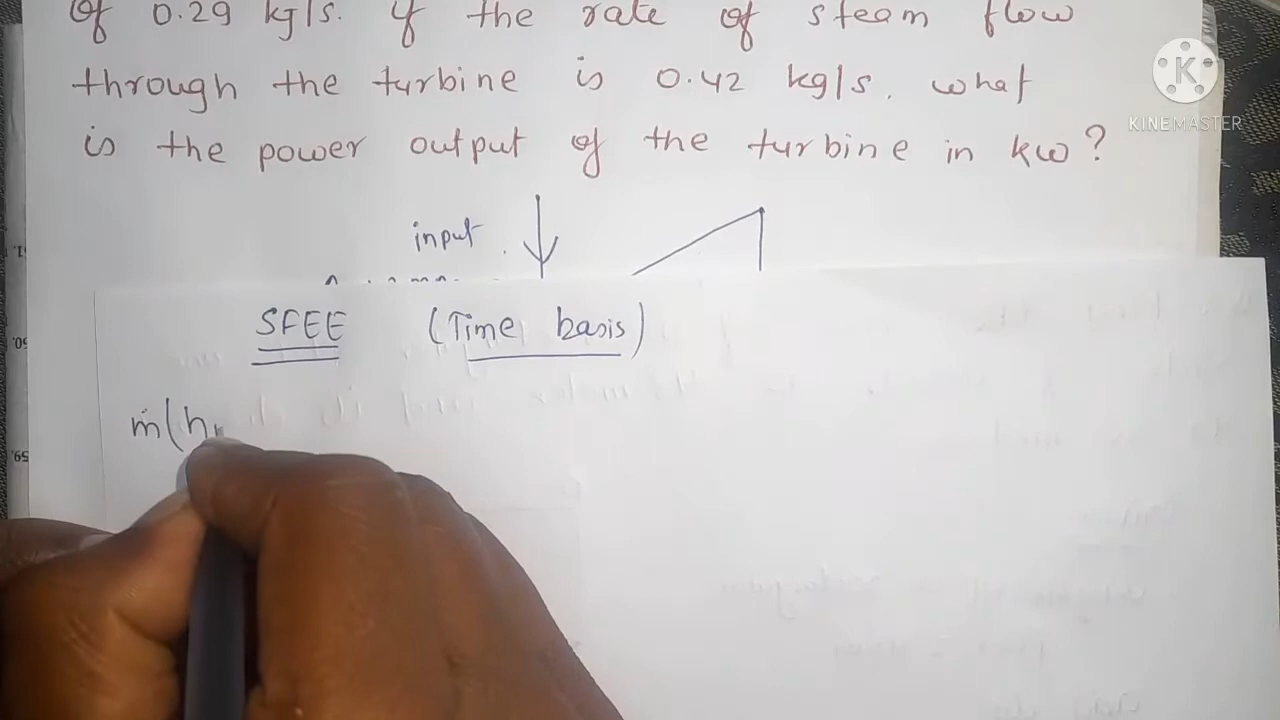 of 0.29 kg/s. if the rate of steam flow
through the turbine is 0.42 kg/s. what
is the power output of the turbine in kw?
input
SFEE (Time basis)
ṁ(h
K
KINEMASTER